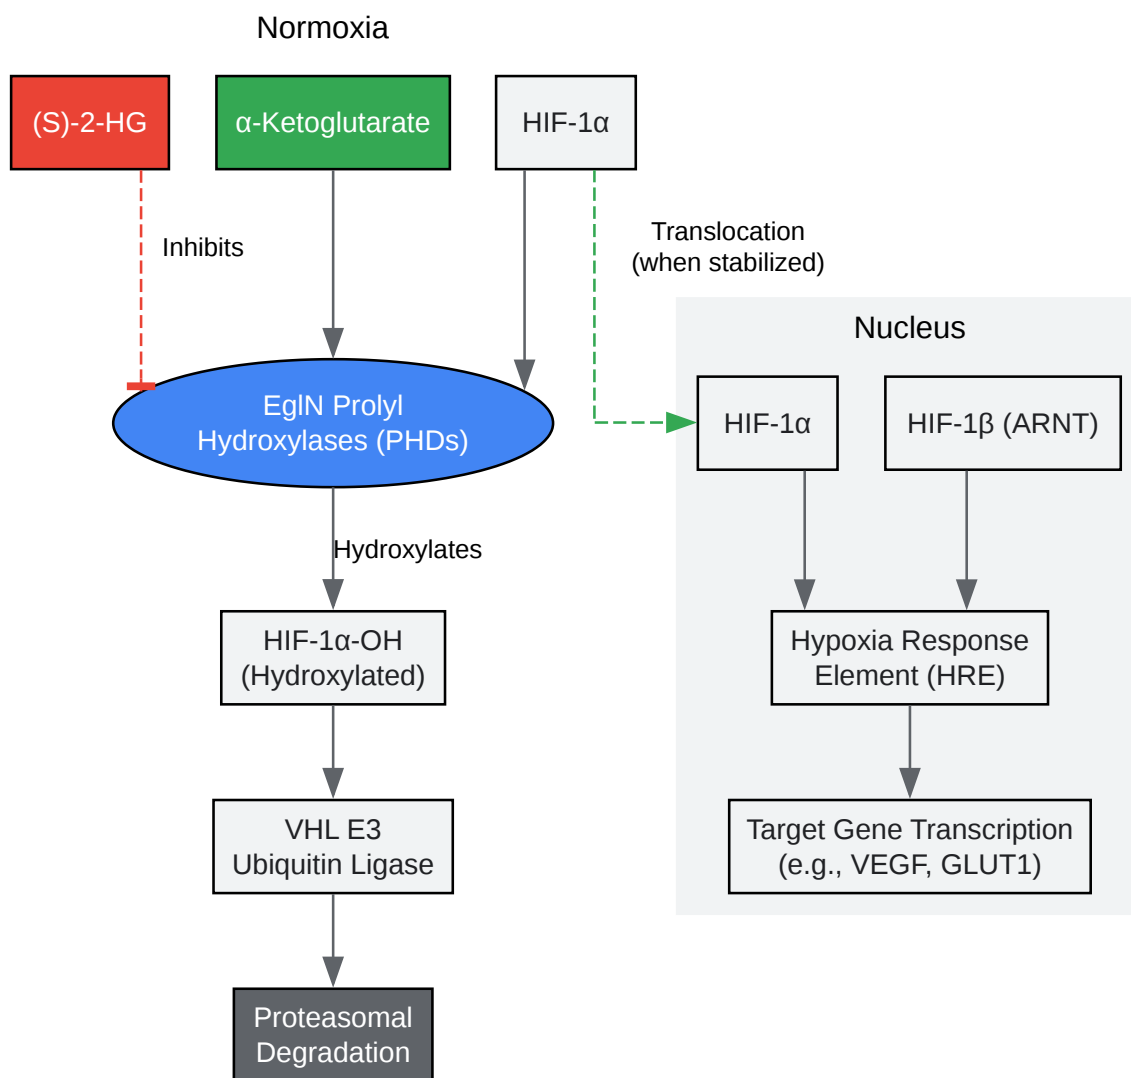 Normoxia
(S)-2-HG
α-Ketoglutarate
HIF-1α
Inhibits
Translocation
(when stabilized)
Nucleus
EglN Prolyl
Hydroxylases (PHDs)
HIF-1α
HIF-1β (ARNT)
Hydroxylates
HIF-1α-OH
(Hydroxylated)
Hypoxia Response
Element (HRE)
VHL E3
Ubiquitin Ligase
Target Gene Transcription
(e.g., VEGF, GLUT1)
Proteasomal
Degradation